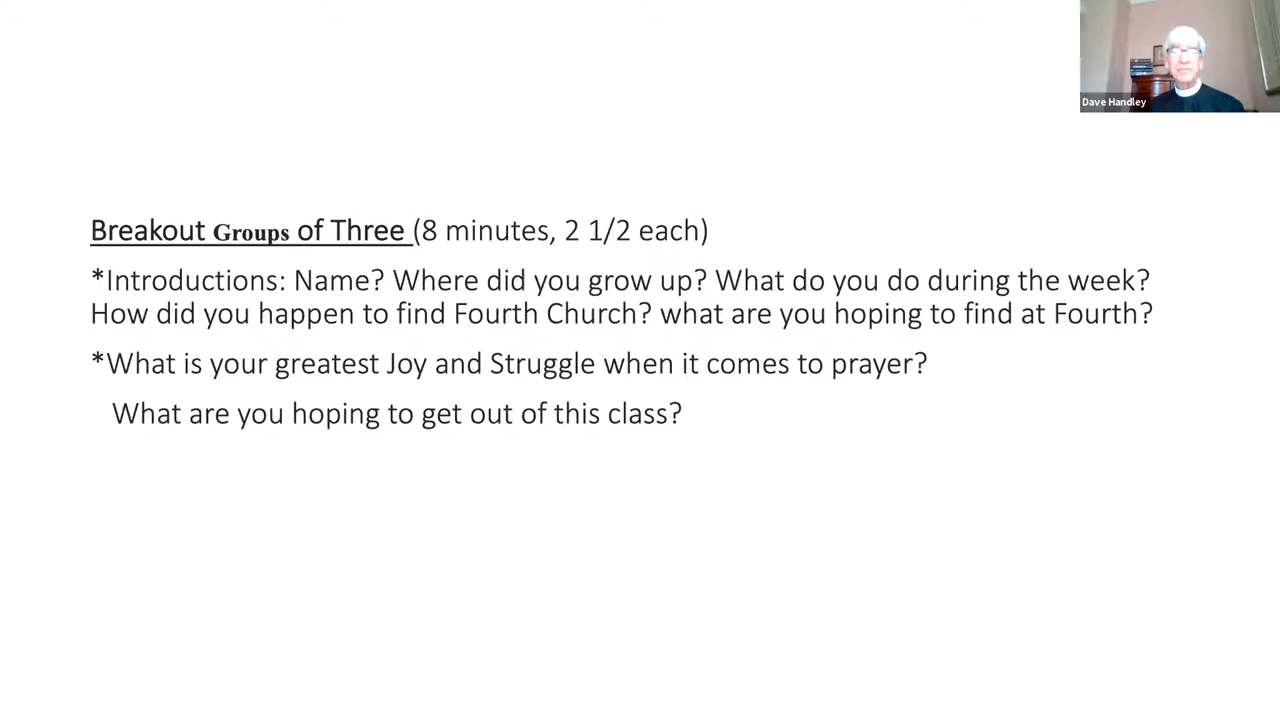 Dave Handley
Breakout Groups of Three (8 minutes, 2 1/2 each)
*Introductions: Name? Where did you grow up? What do you do during the week?
How did you happen to find Fourth Church? what are you hoping to find at Fourth?
*What is your greatest Joy and Struggle when it comes to prayer?
What are you hoping to get out of this class?